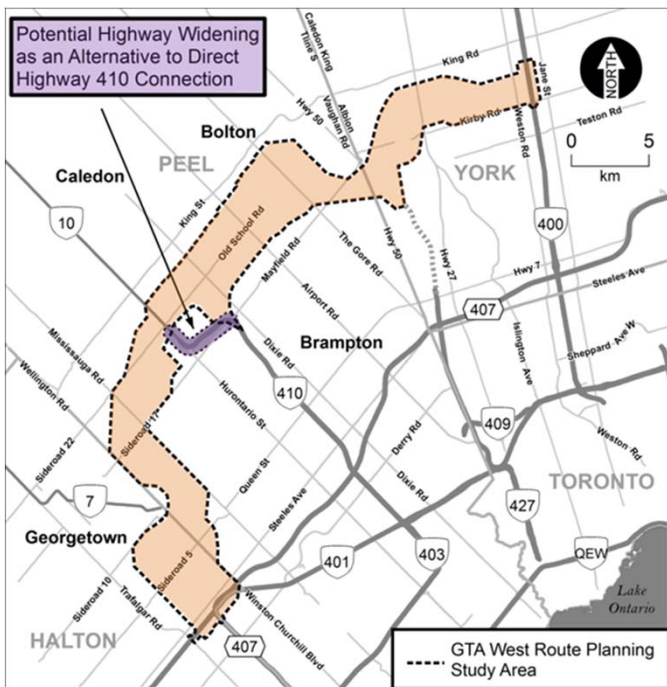 Potential Highway Widening
as an Alternative to Direct
Highway 410 Connection
Caledon King
Tline S
King Rd
Jane St
NORTH
Hwy 50
Albion
Vaughan Rd
Kirby Rd
Weston Rd
Teston Rd
Bolton
PEEL
YORK
0 5
km
Caledon
King St
Old School Rd
10
Mayfield Rd
The Gore Rd
Hwy 50
Hwy 27
400
Hwy 7
Steeles Ave
Airport Rd
407
Mississauga Rd
Brampton
Dixie Rd
Islington Ave
Sheppard Ave W
Wellington Rd
410
Hurontario St
Sideroad 17
Sideroad 22
Queen St
Derry Rd
409
Weston Rd
7
Steeles Ave
Dixie Rd
TORONTO
427
Georgetown
401
403
QEW
Sideroad 5
Sideroad 10
Trafalgar Rd
Winston Churchill Blvd
Lake
Ontario
HALTON
407
GTA West Route Planning
Study Area